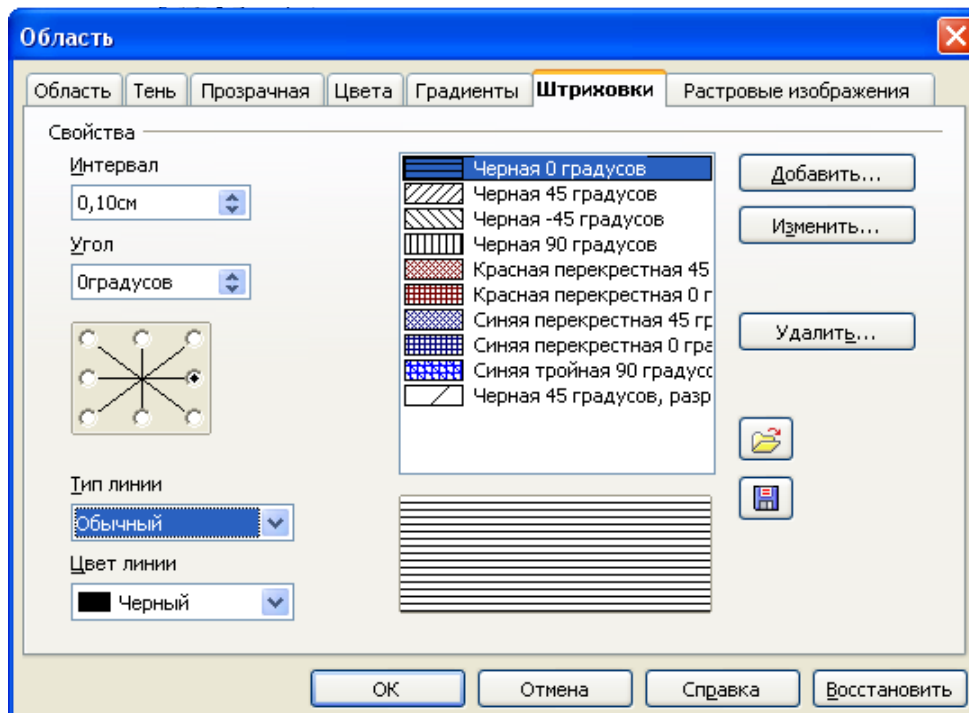 Область
Область Тень Прозрачная Цвета Градиенты Штриховки Растровые изображения
Свойства
Интервал
0,10см
Угол
0градусов
Тип линии
Обычный
Цвет линии
Черный
Черная 0 градусов
Черная 45 градусов
Черная -45 градусов
Черная 90 градусов
Красная перекрестная 45
Красная перекрестная 0 г
Синяя перекрестная 45 гр
Синяя перекрестная 0 гра
Синяя тройная 90 градусо
Черная 45 градусов, разр
Добавить...
Изменить...
Удалить...
ОК Отмена Справка Восстановить